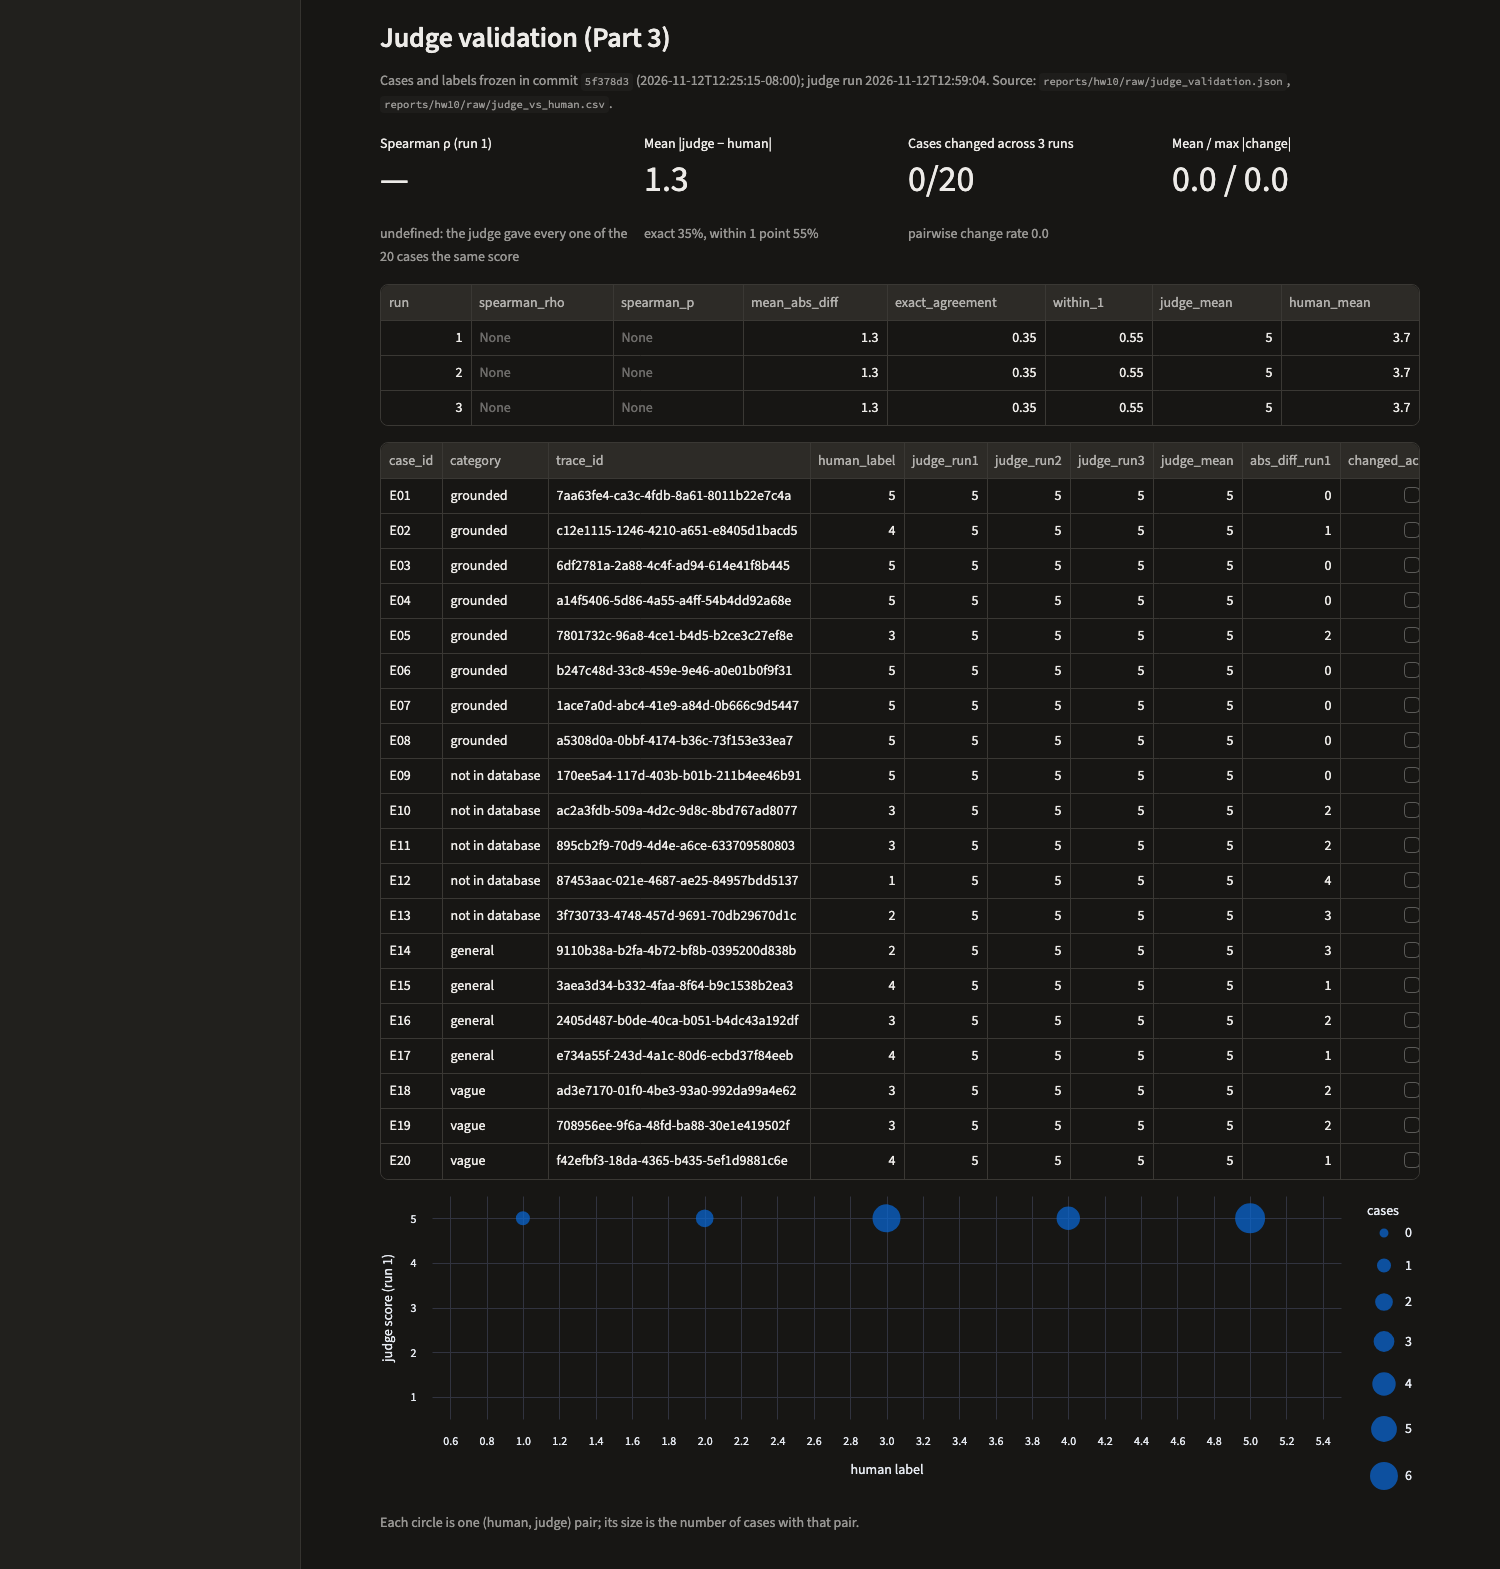 Judge validation (Part 3)
Cases and labels frozen in commit 5f378d3 (2026-11-12T12:25:15-08:00); judge run 2026-11-12T12:59:04. Source: reports/hw10/raw/judge_validation.json,
reports/hw10/raw/judge_vs_human.csv.
Spearman ρ (run 1) Mean |judge − human| Cases changed across 3 runs Mean / max |change|
— 1.3 0/20 0.0 / 0.0
undefined: the judge gave every one of the exact 35%, within 1 point 55% pairwise change rate 0.0
20 cases the same score
run spearman_rho spearman_p mean_abs_diff exact_agreement within_1 judge_mean human_mean
1 None None 1.3 0.35 0.55 5 3.7
2 None None 1.3 0.35 0.55 5 3.7
3 None None 1.3 0.35 0.55 5 3.7
case_id category trace_id human_label judge_run1 judge_run2 judge_run3 judge_mean abs_diff_run1 changed_ac
E01 grounded 7aa63fe4-ca3c-4fdb-8a61-8011b22e7c4a 5 5 5 5 5 0
E02 grounded c12e1115-1246-4210-a651-e8405d1bacd5 4 5 5 5 5 1
E03 grounded 6df2781a-2a88-4c4f-ad94-614e41f8b445 5 5 5 5 5 0
E04 grounded a14f5406-5d86-4a55-a4ff-54b4dd92a68e 5 5 5 5 5 0
E05 grounded 7801732c-96a8-4ce1-b4d5-b2ce3c27ef8e 3 5 5 5 5 2
E06 grounded b247c48d-33c8-459e-9e46-a0e01b0f9f31 5 5 5 5 5 0
E07 grounded 1ace7a0d-abc4-41e9-a84d-0b666c9d5447 5 5 5 5 5 0
E08 grounded a5308d0a-0bbf-4174-b36c-73f153e33ea7 5 5 5 5 5 0
E09 not in database 170ee5a4-117d-403b-b01b-211b4ee46b91 5 5 5 5 5 0
E10 not in database ac2a3fdb-509a-4d2c-9d8c-8bd767ad8077 3 5 5 5 5 2
E11 not in database 895cb2f9-70d9-4d4e-a6ce-633709580803 3 5 5 5 5 2
E12 not in database 87453aac-021e-4687-ae25-84957bdd5137 1 5 5 5 5 4
E13 not in database 3f730733-4748-457d-9691-70db29670d1c 2 5 5 5 5 3
E14 general 9110b38a-b2fa-4b72-bf8b-0395200d838b 2 5 5 5 5 3
E15 general 3aea3d34-b332-4faa-8f64-b9c1538b2ea3 4 5 5 5 5 1
E16 general 2405d487-b0de-40ca-b051-b4dc43a192df 3 5 5 5 5 2
E17 general e734a55f-243d-4a1c-80d6-ecbd37f84eeb 4 5 5 5 5 1
E18 vague ad3e7170-01f0-4be3-93a0-992da99a4e62 3 5 5 5 5 2
E19 vague 708956ee-9f6a-48fd-ba88-30e1e419502f 3 5 5 5 5 2
E20 vague f42efbf3-18da-4365-b435-5ef1d9881c6e 4 5 5 5 5 1
judge score (run 1)
5
4
3
2
1
0.6 0.8 1.0 1.2 1.4 1.6 1.8 2.0 2.2 2.4 2.6 2.8 3.0 3.2 3.4 3.6 3.8 4.0 4.2 4.4 4.6 4.8 5.0 5.2 5.4
human label
cases
0
1
2
3
4
5
6
Each circle is one (human, judge) pair; its size is the number of cases with that pair.